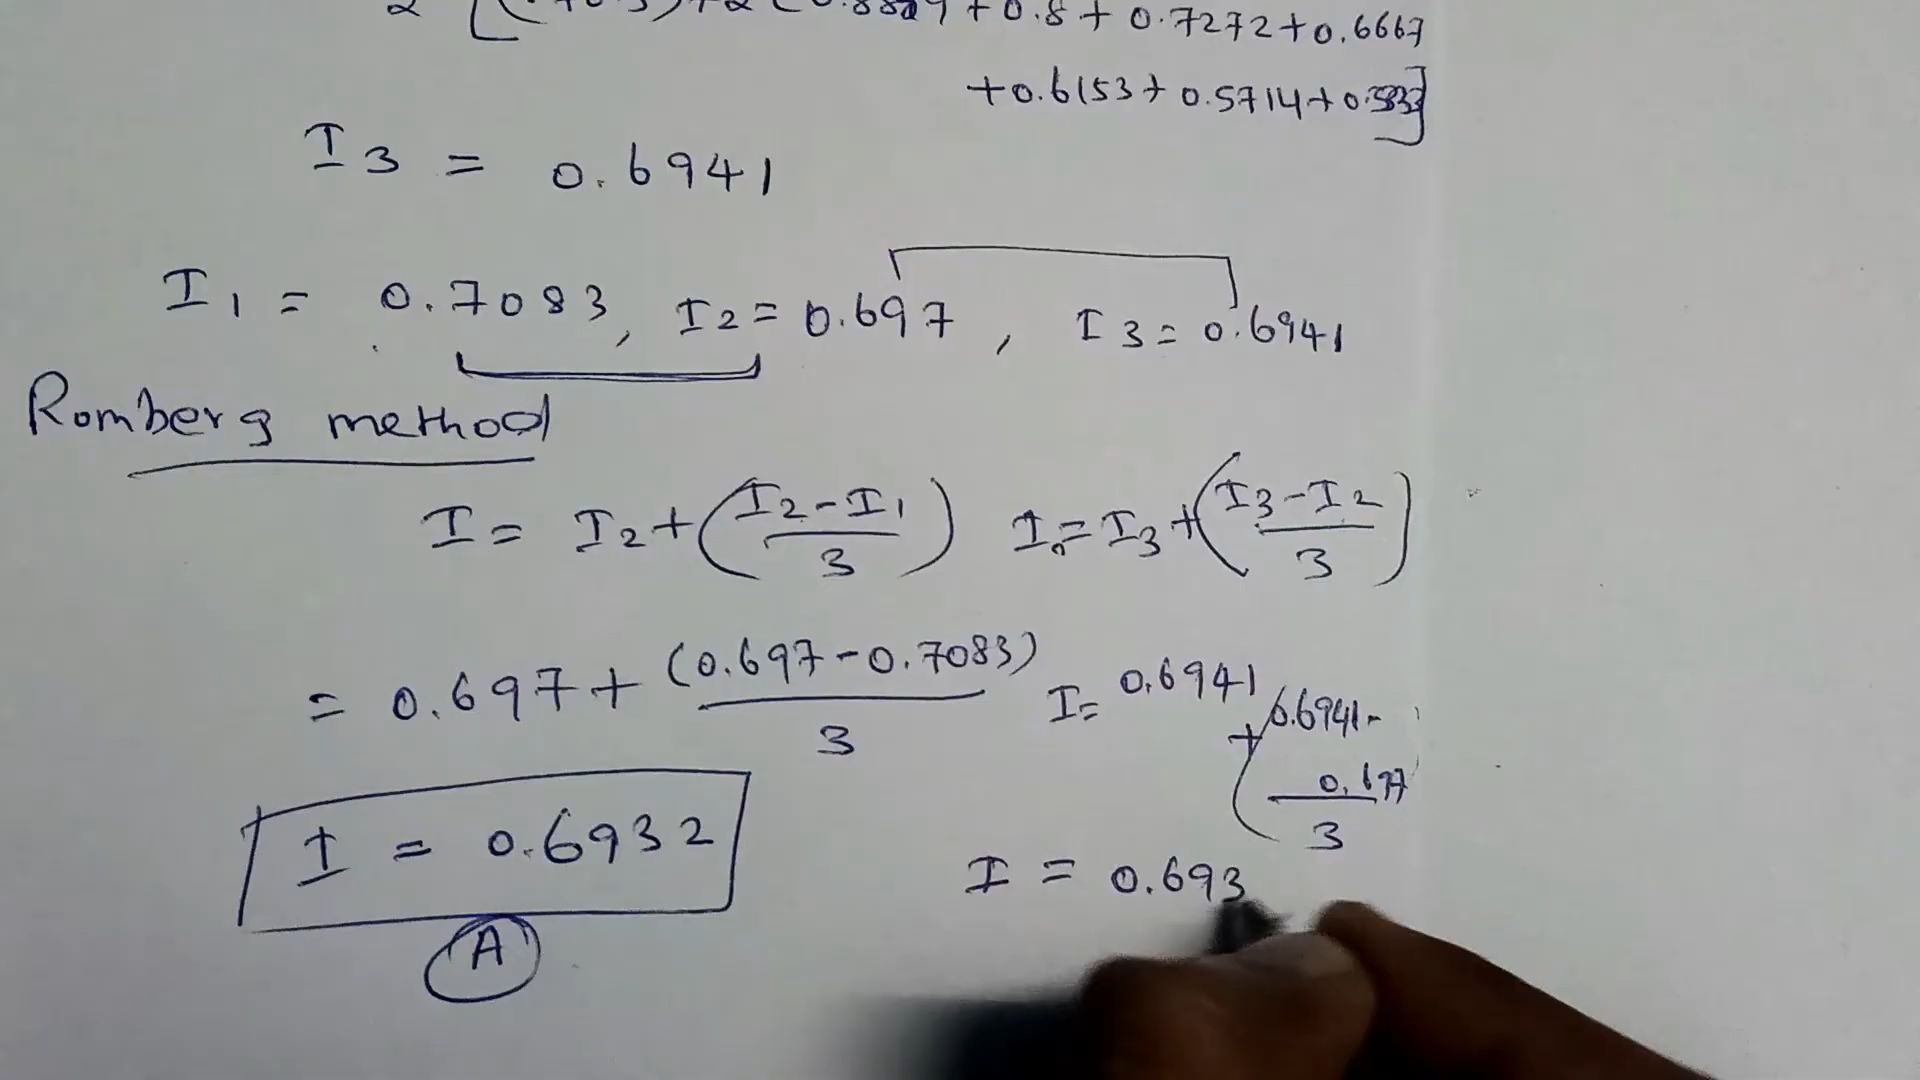 + 0.8 + 0.7272 + 0.6667
+ 0.6153 + 0.5714 +
I3 = 0.6941
I1 = 0.7083, I2 = 0.697, I3 = 0.6941
Romberg method
I = I2 + (I2 - I1 / 3) I = I3 + (I3 - I2 / 3)
= 0.697 + (0.697 - 0.7083) / 3 I = 0.6941 + (0.6941 - 0.697 / 3
I = 0.6932 I = 0.693
A